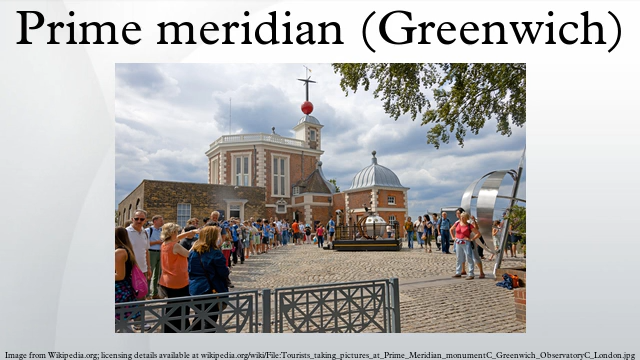 Prime meridian (Greenwich)
Image from Wikipedia.org; licensing details available at wikipedia.org/wiki/File:Tourists_taking_pictures_at_Prime_Meridian_monumentC_Greenwich_ObservatoryC_London.jpg